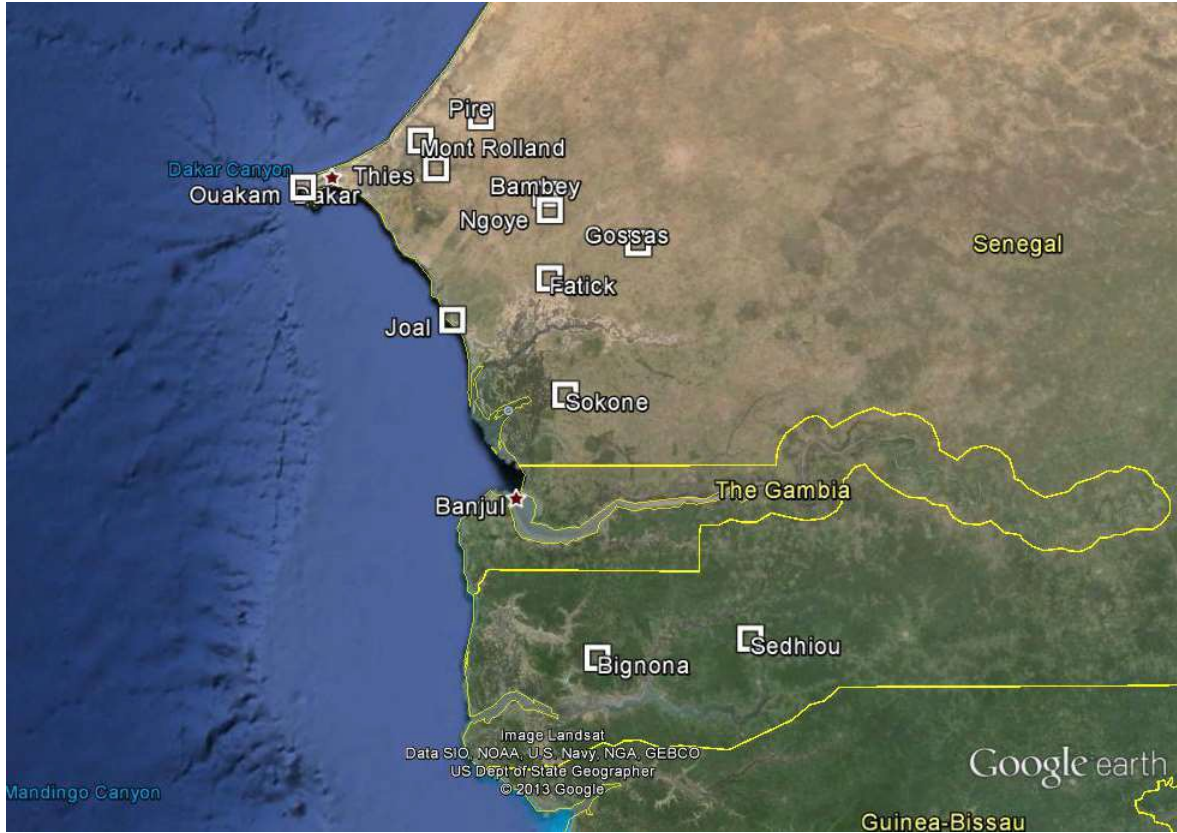 Pire
Mont Rolland
Dakar Canyon
Thies
Ouakam
Dakar
Bambey
Ngoye
Gossas
Senegal
Fatick
Joal
Sokone
The Gambia
Banjul
Sedhiou
Bignona
Image Landsat
Data SIO, NOAA, U.S. Navy, NGA, GEBCO
US Dept of State Geographer
© 2013 Google
Google earth
Mandingo Canyon
Guinea-Bissau